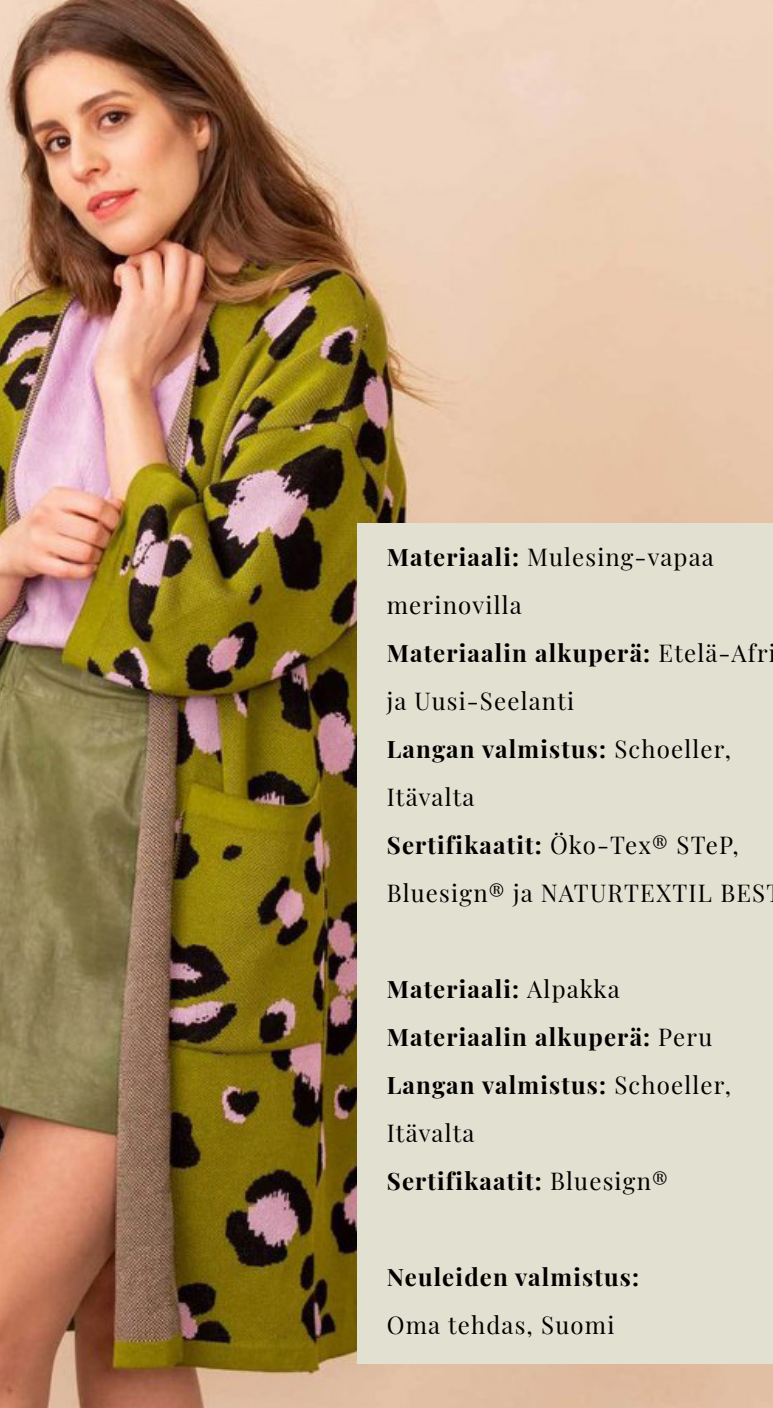 Materiaali: Mulesing-vapaa
merinovilla
Materiaalin alkuperä: Etelä-Afri
ja Uusi-Seelanti
Langan valmistus: Schoeller,
Itävalta
Sertifikaatit: Öko-Tex® STeP,
Bluesign® ja NATURTEXTIL BEST
Materiaali: Alpakka
Materiaalin alkuperä: Peru
Langan valmistus: Schoeller,
Itävalta
Sertifikaatit: Bluesign®
Neuleiden valmistus:
Oma tehdas, Suomi